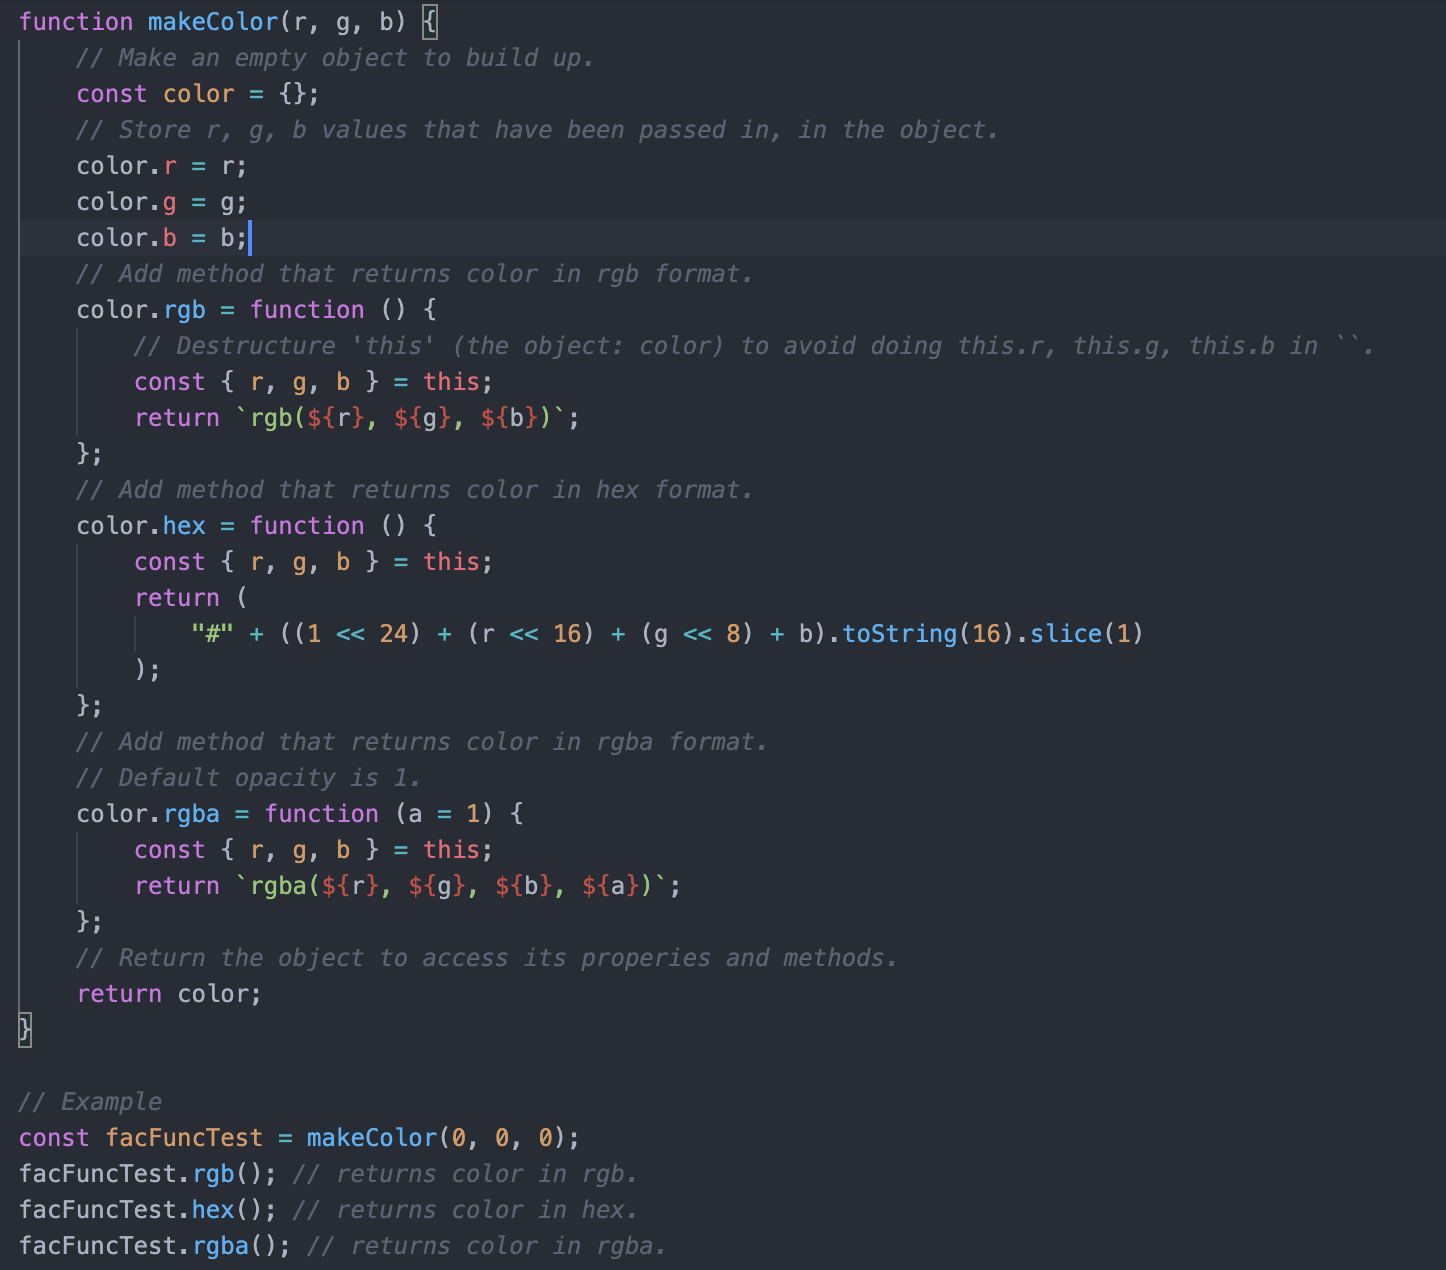 function makeColor(r, g, b) {
    // Make an empty object to build up.
    const color = {};
    // Store r, g, b values that have been passed in, in the object.
    color.r = r;
    color.g = g;
    color.b = b;
    // Add method that returns color in rgb format.
    color.rgb = function () {
        // Destructure 'this' (the object: color) to avoid doing this.r, this.g, this.b in ``.
        const { r, g, b } = this;
        return `rgb(${r}, ${g}, ${b})`;
    };
    // Add method that returns color in hex format.
    color.hex = function () {
        const { r, g, b } = this;
        return (
            "#" + ((1 << 24) + (r << 16) + (g << 8) + b).toString(16).slice(1)
        );
    };
    // Add method that returns color in rgba format.
    // Default opacity is 1.
    color.rgba = function (a = 1) {
        const { r, g, b } = this;
        return `rgba(${r}, ${g}, ${b}, ${a})`;
    };
    // Return the object to access its properies and methods.
    return color;
}

// Example
const facFuncTest = makeColor(0, 0, 0);
facFuncTest.rgb(); // returns color in rgb.
facFuncTest.hex(); // returns color in hex.
facFuncTest.rgba(); // returns color in rgba.